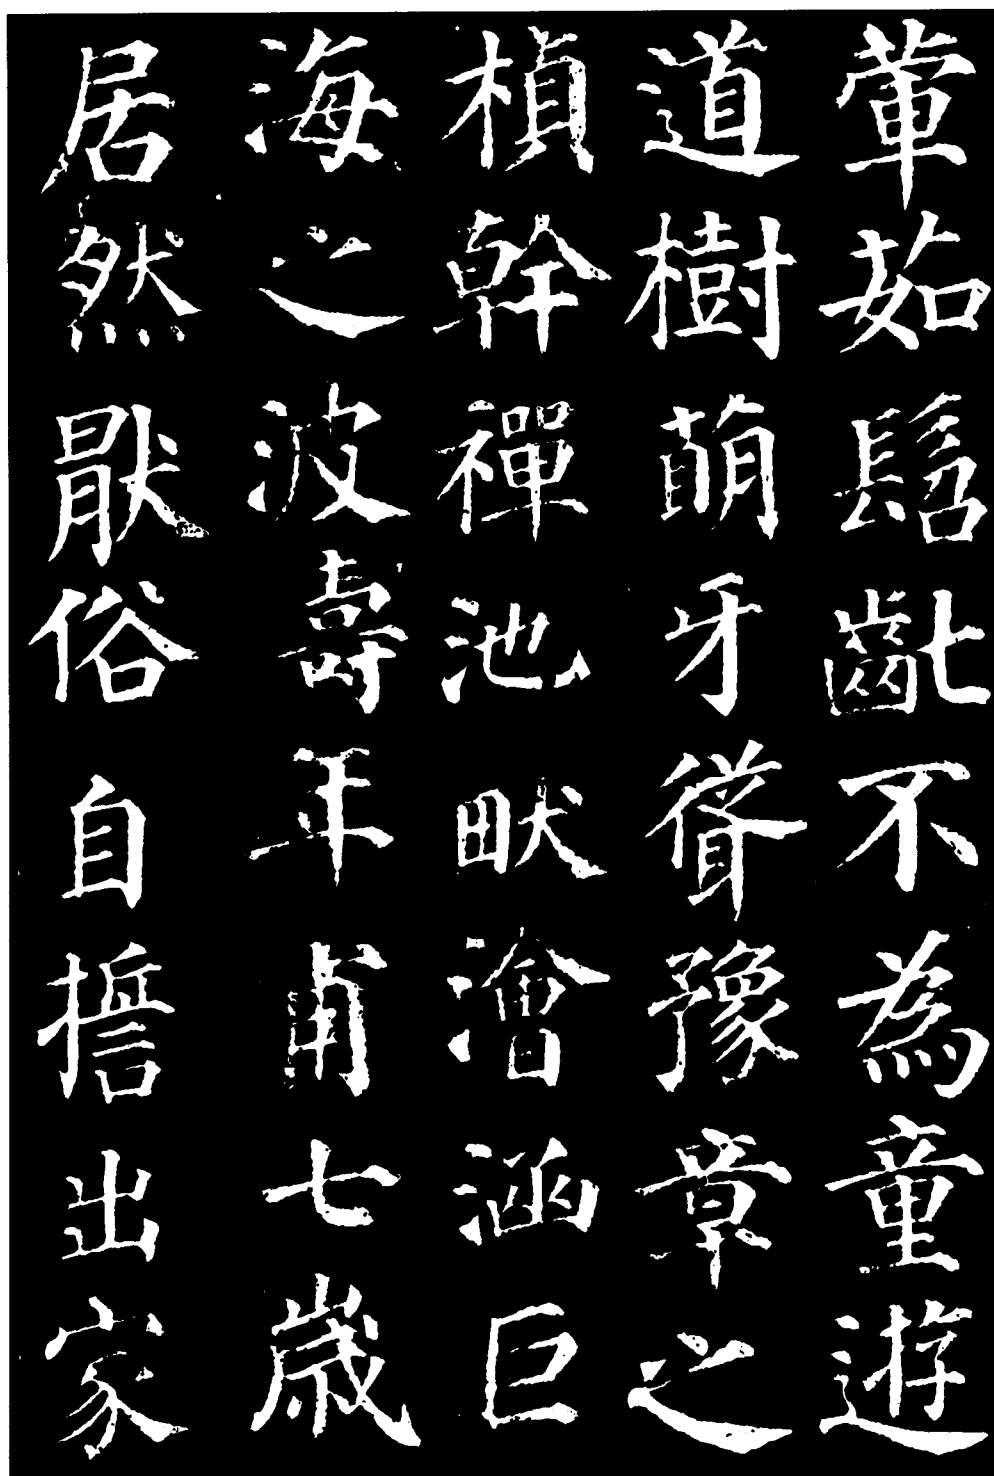 葷茹髫齔不為童遊
道樹萌牙聳豫章之
楨幹禪池畎澮涵巨
海之波壽年甫七歲
居然猒俗自誓出家